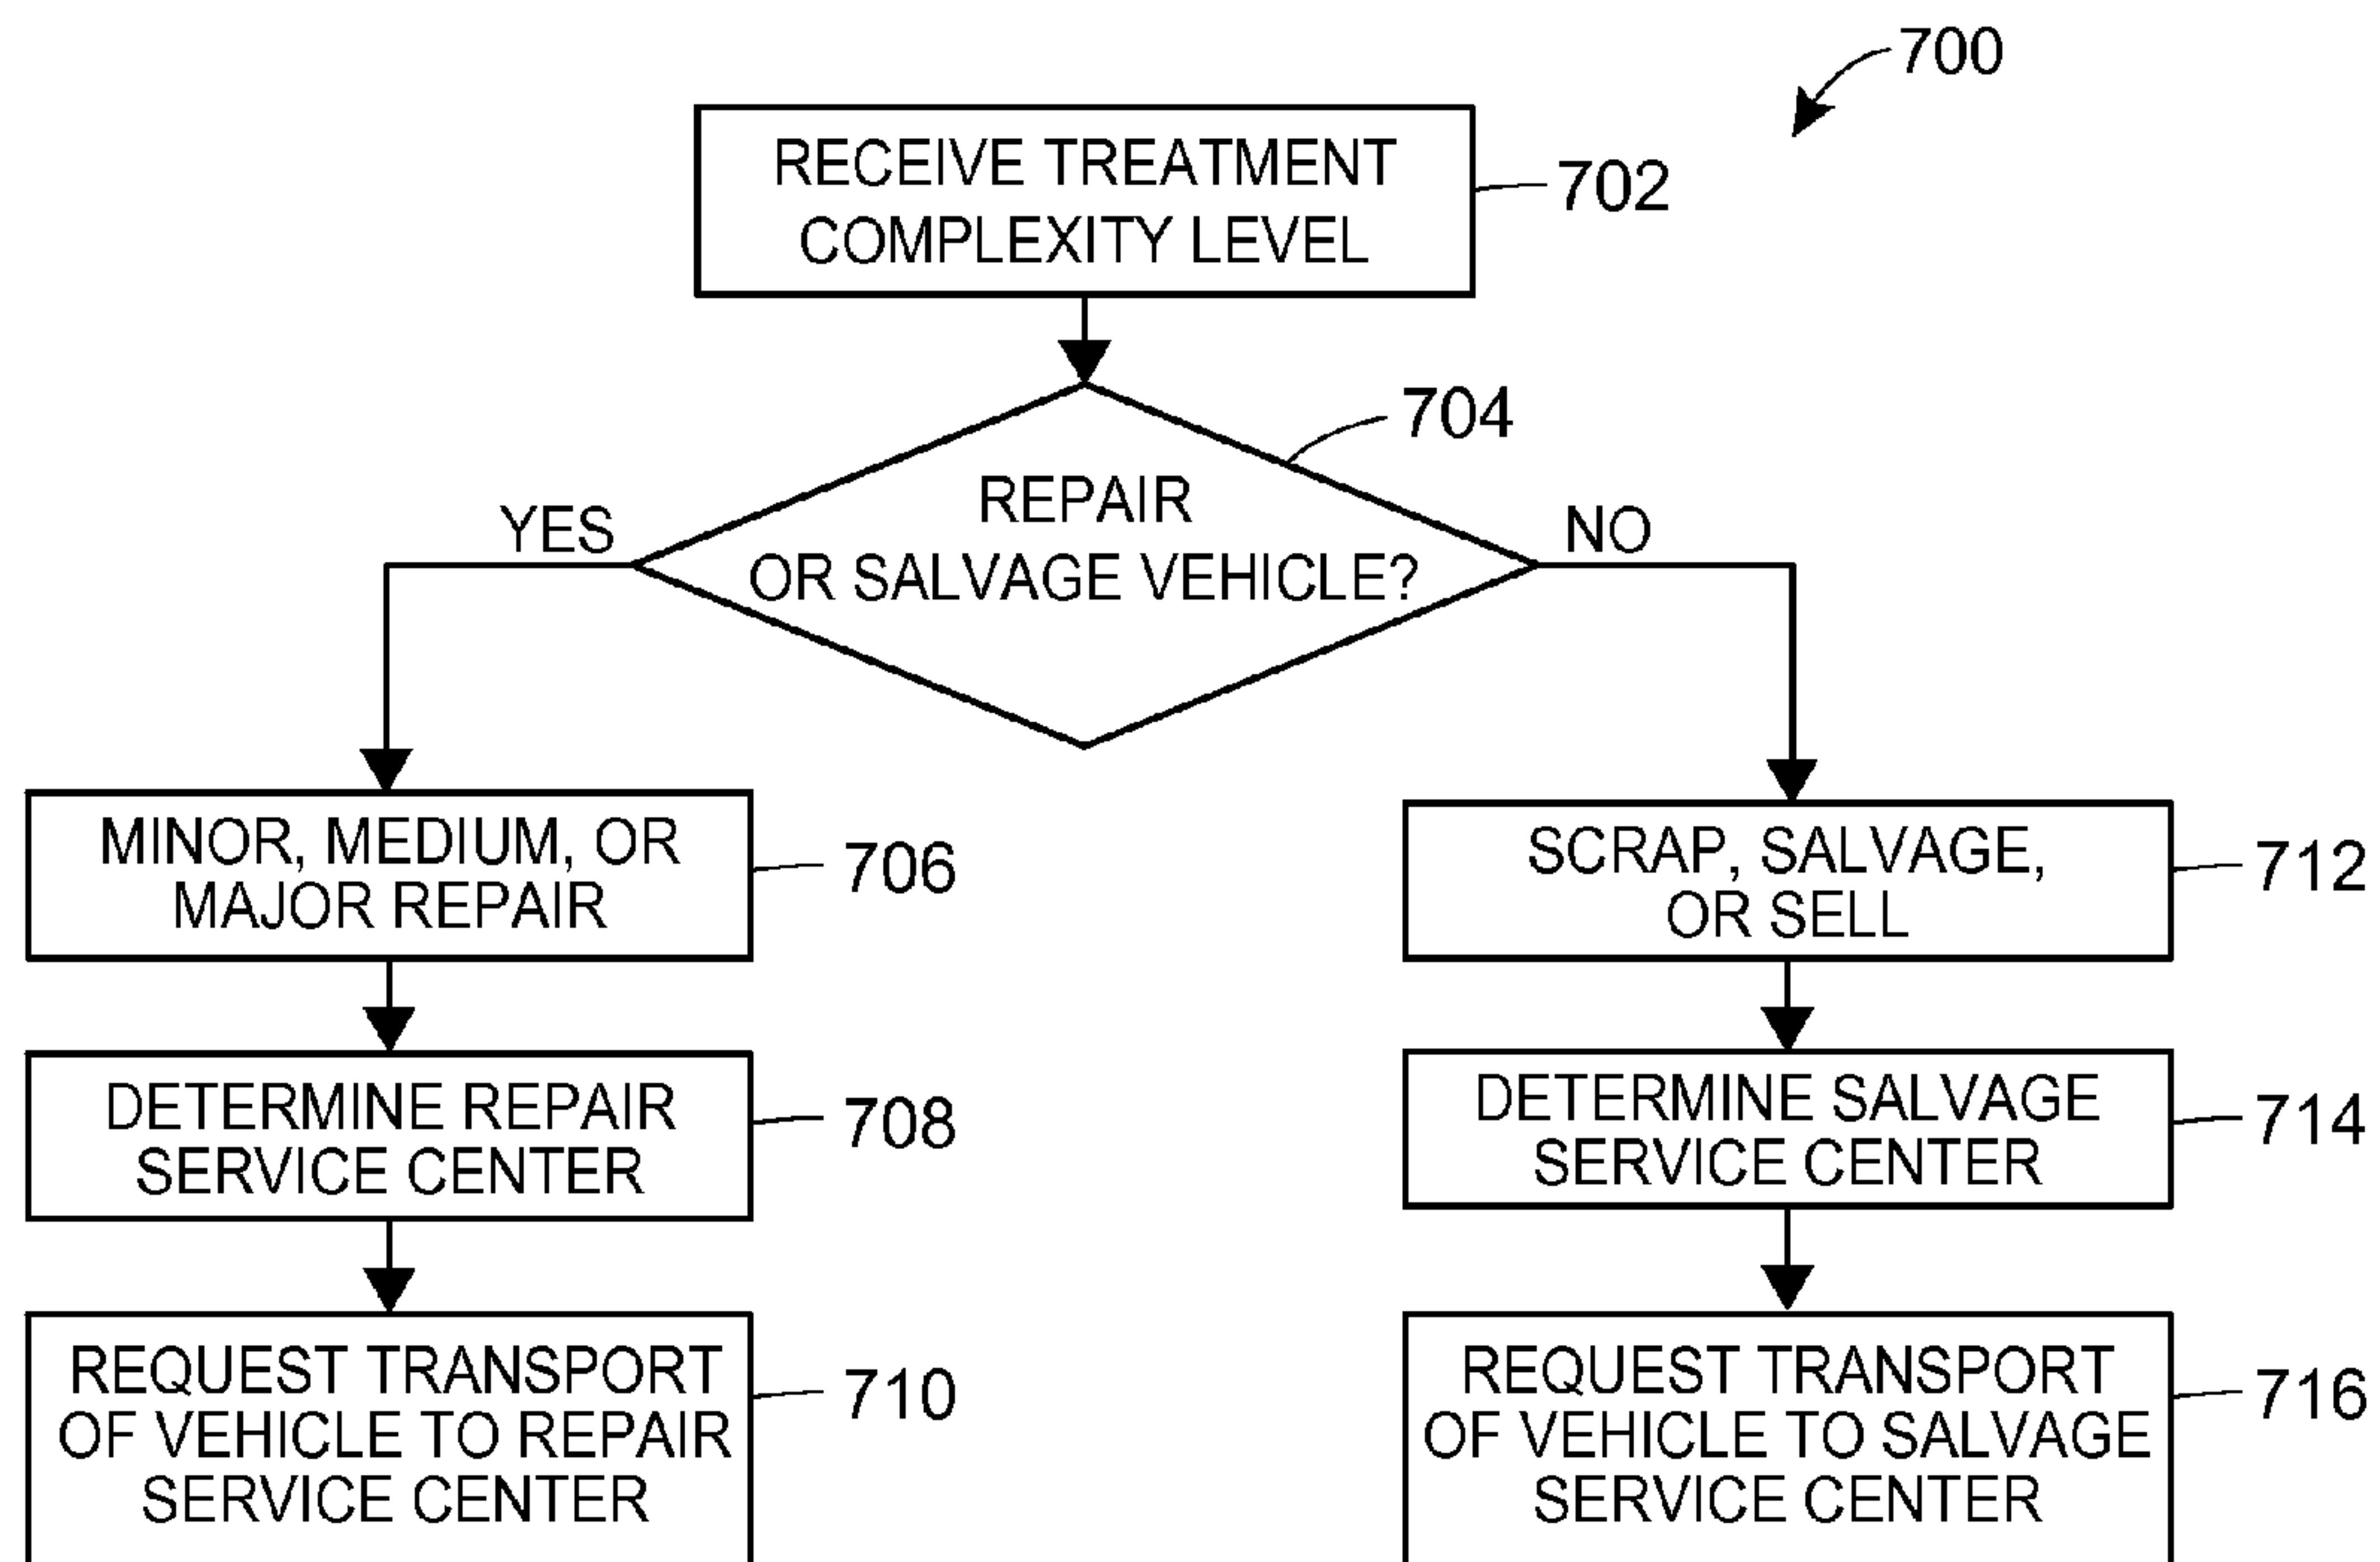 700
RECEIVE TREATMENT
COMPLEXITY LEVEL
702
704
REPAIR
OR SALVAGE VEHICLE?
YES
NO
MINOR, MEDIUM, OR
MAJOR REPAIR
706
SCRAP, SALVAGE,
OR SELL
712
DETERMINE REPAIR
SERVICE CENTER
708
DETERMINE SALVAGE
SERVICE CENTER
714
REQUEST TRANSPORT
OF VEHICLE TO REPAIR
SERVICE CENTER
710
REQUEST TRANSPORT
OF VEHICLE TO SALVAGE
SERVICE CENTER
716